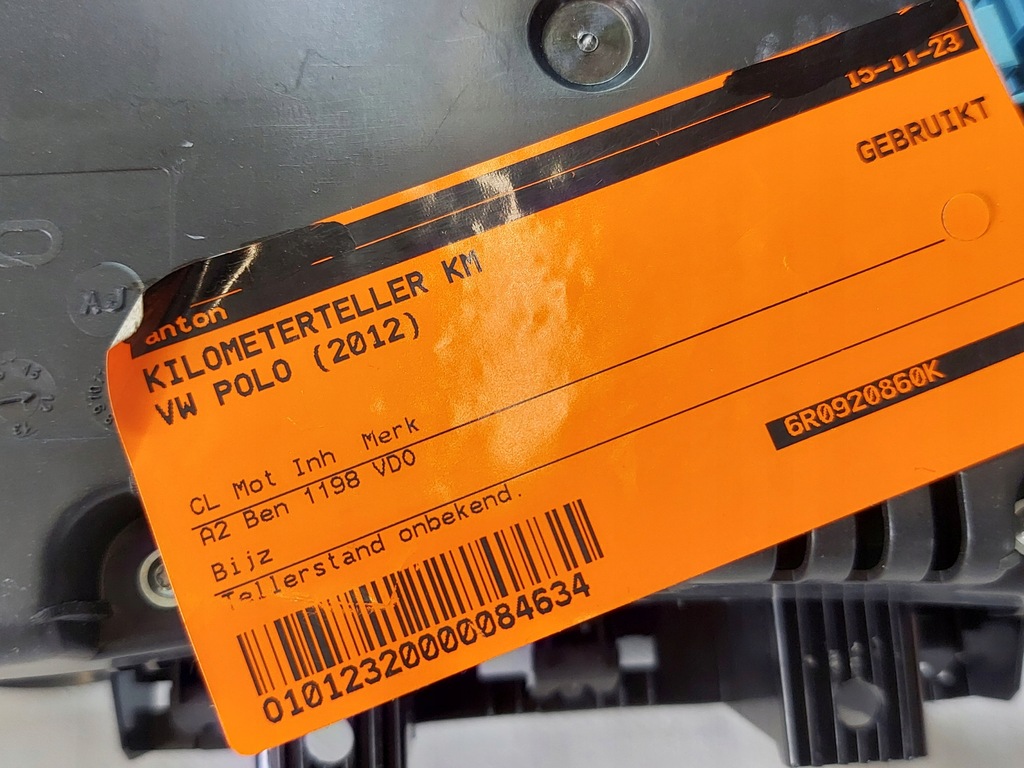 15-11-23
GEBRUIKT
anton
KILOMETERTELLER KM
VW POLO (2012)
CL Mot Inh Merk
A2 Ben 1198 VDO
6R0920860K
Bijz
Tellerstand onbekend.
0101232000084634
AJ